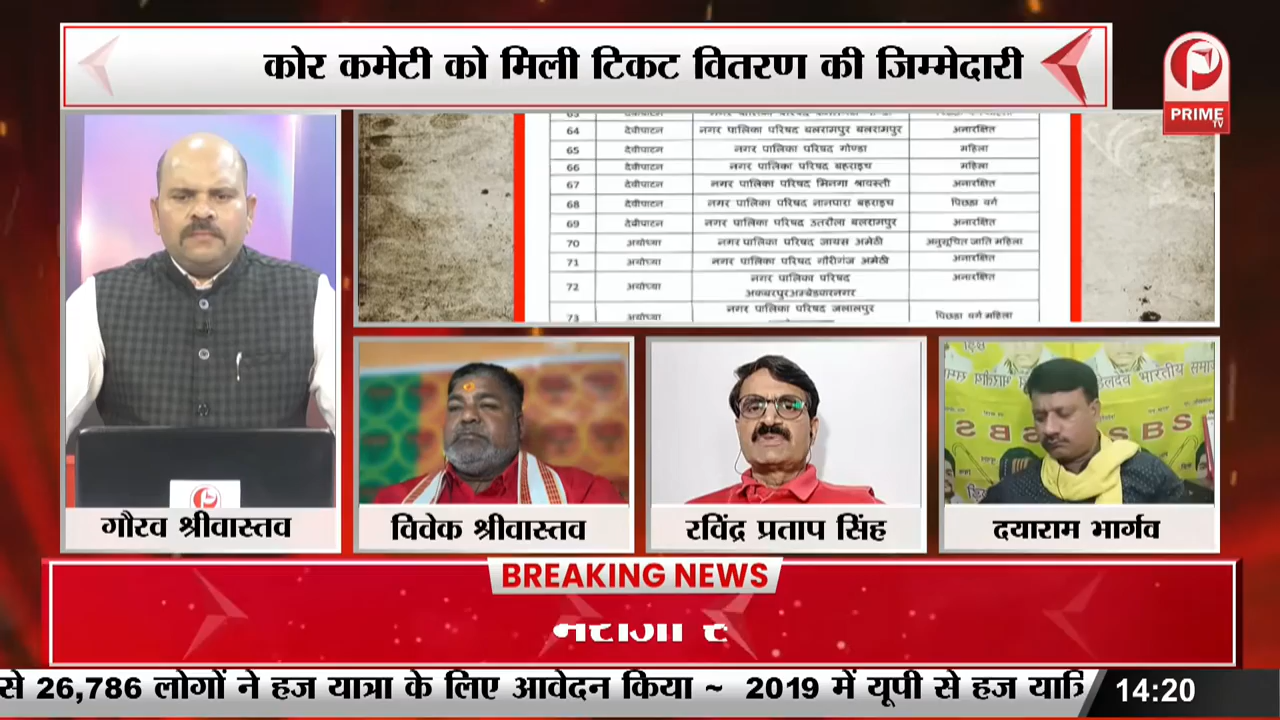 कोर कमेटी को मिली टिकट वितरण की जिम्मेदारी
PRIME
TV
64 देवीपाटन नगर पालिका परिषद बलरामपुर बलरामपुर अनारक्षित
65 देवीपाटन नगर पालिका परिषद गोण्डा महिला
66 देवीपाटन नगर पालिका परिषद बहराइच महिला
67 देवीपाटन नगर पालिका परिषद भिनगा श्रावस्ती अनारक्षित
68 देवीपाटन नगर पालिका परिषद नानपारा बहराइच पिछड़ा वर्ग
69 देवीपाटन नगर पालिका परिषद उतरौला बलरामपुर अनारक्षित
70 अयोध्या नगर पालिका परिषद जायस अमेठी अनुसूचित जाति महिला
71 अयोध्या नगर पालिका परिषद गौरीगंज अमेठी अनारक्षित
72 अयोध्या नगर पालिका परिषद अनारक्षित
अकबरपुरअम्बेडकरनगर
73 अयोध्या नगर पालिका परिषद जलालपुर पिछड़ा वर्ग महिला
भारतीय समाज
SBS
गौरव श्रीवास्तव
विवेक श्रीवास्तव
रविंद्र प्रताप सिंह
दयाराम भार्गव
BREAKING NEWS
से 26,786 लोगों ने हज यात्रा के लिए आवेदन किया ~ 2019 में यूपी से हज
14:20